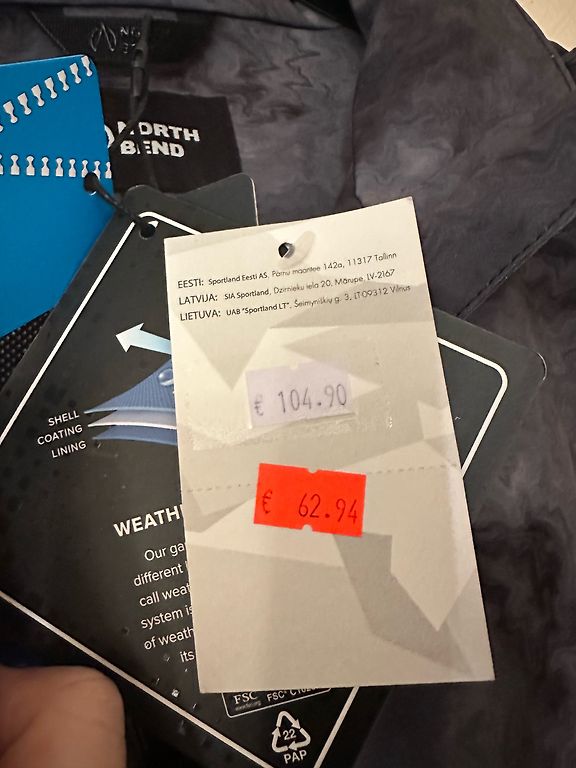 NORTH
BEND
EESTI: Sportland Eesti AS, Pärnu maantee 142a, 11317 Tallinn
LATVIJA: SIA Sportland, Dzirnieku iela 20, Mārupe, LV-2167
LIETUVA: UAB "Sportland LT", Šeimyniškių g. 3, LT09312 Vilnius
€ 104.90
€ 62.94
SHELL
COATING
LINING
WEATH
Our ga
different
call weat
system is
of weath
its
FSC
FSC®
22
PAP